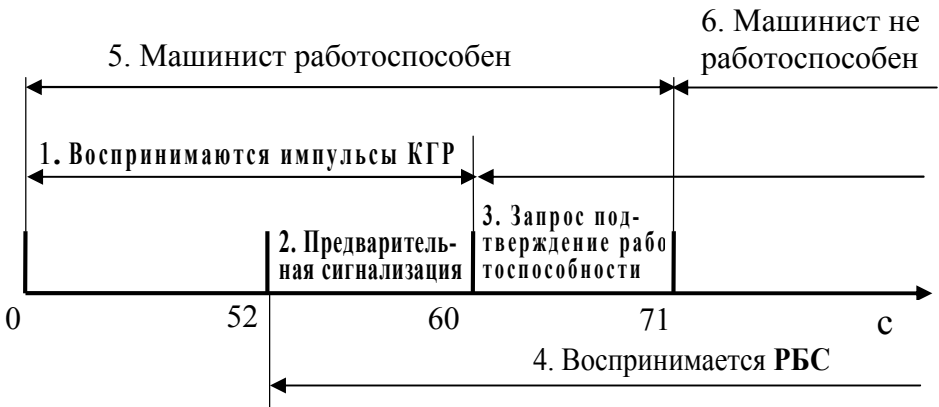 6. Машинист не
работоспособен
5. Машинист работоспособен
1. Воспринимаются импульсы КГР
2. Предваритель-
ная сигнализация
3. Запрос под-
тверждение рабо
тоспособности
0
52
60
71
с
4. Воспринимается РБС